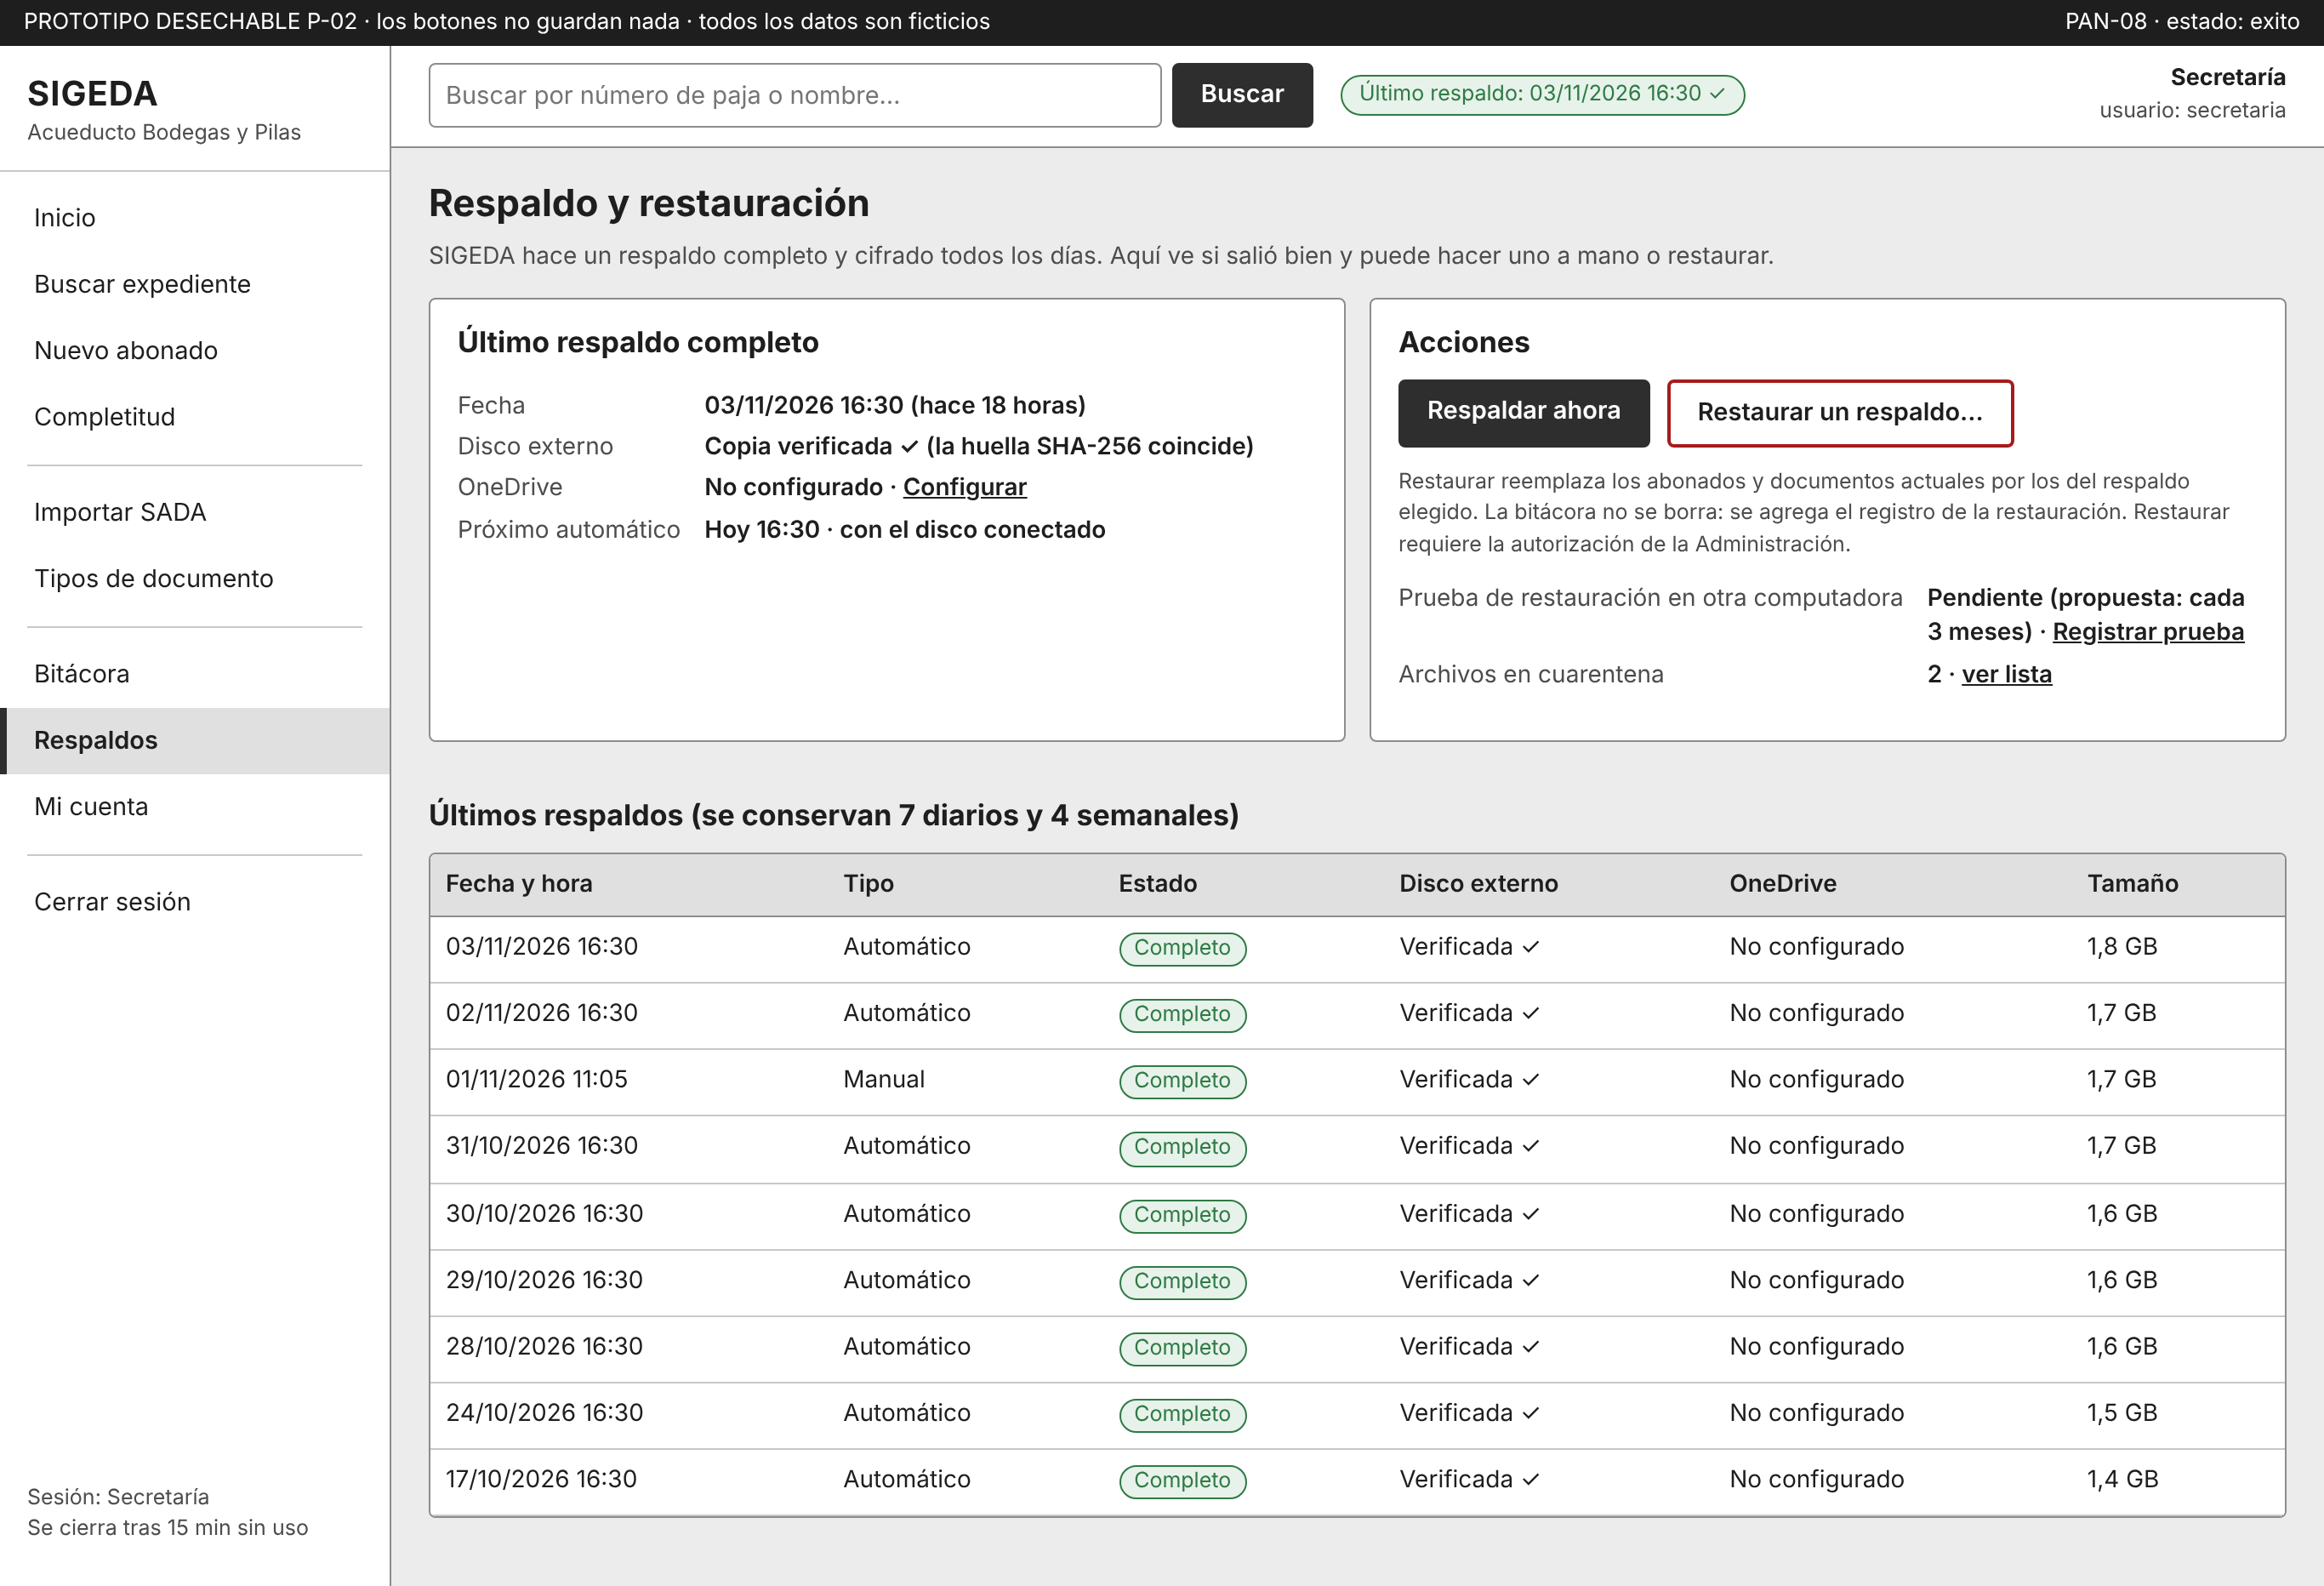 PROTOTIPO DESECHABLE P-02 · los botones no guardan nada · todos los datos son ficticios
PAN-08 · estado: exito
SIGEDA
Acueducto Bodegas y Pilas
Buscar por número de paja o nombre...
Buscar
Último respaldo: 03/11/2026 16:30 ✓
Secretaría
usuario: secretaria
Inicio
Buscar expediente
Nuevo abonado
Completitud
Importar SADA
Tipos de documento
Bitácora
Respaldos
Mi cuenta
Cerrar sesión
Sesión: Secretaría
Se cierra tras 15 min sin uso
Respaldo y restauración
SIGEDA hace un respaldo completo y cifrado todos los días. Aquí ve si salió bien y puede hacer uno a mano o restaurar.
Último respaldo completo
Fecha 03/11/2026 16:30 (hace 18 horas)
Disco externo Copia verificada ✓ (la huella SHA-256 coincide)
OneDrive No configurado · Configurar
Próximo automático Hoy 16:30 · con el disco conectado
Acciones
Respaldar ahora Restaurar un respaldo...
Restaurar reemplaza los abonados y documentos actuales por los del respaldo
elegido. La bitácora no se borra: se agrega el registro de la restauración. Restaurar
requiere la autorización de la Administración.
Prueba de restauración en otra computadora Pendiente (propuesta: cada
3 meses) · Registrar prueba
Archivos en cuarentena 2 · ver lista
Últimos respaldos (se conservan 7 diarios y 4 semanales)
Fecha y hora Tipo Estado Disco externo OneDrive Tamaño
03/11/2026 16:30 Automático Completo Verificada ✓ No configurado 1,8 GB
02/11/2026 16:30 Automático Completo Verificada ✓ No configurado 1,7 GB
01/11/2026 11:05 Manual Completo Verificada ✓ No configurado 1,7 GB
31/10/2026 16:30 Automático Completo Verificada ✓ No configurado 1,7 GB
30/10/2026 16:30 Automático Completo Verificada ✓ No configurado 1,6 GB
29/10/2026 16:30 Automático Completo Verificada ✓ No configurado 1,6 GB
28/10/2026 16:30 Automático Completo Verificada ✓ No configurado 1,6 GB
24/10/2026 16:30 Automático Completo Verificada ✓ No configurado 1,5 GB
17/10/2026 16:30 Automático Completo Verificada ✓ No configurado 1,4 GB